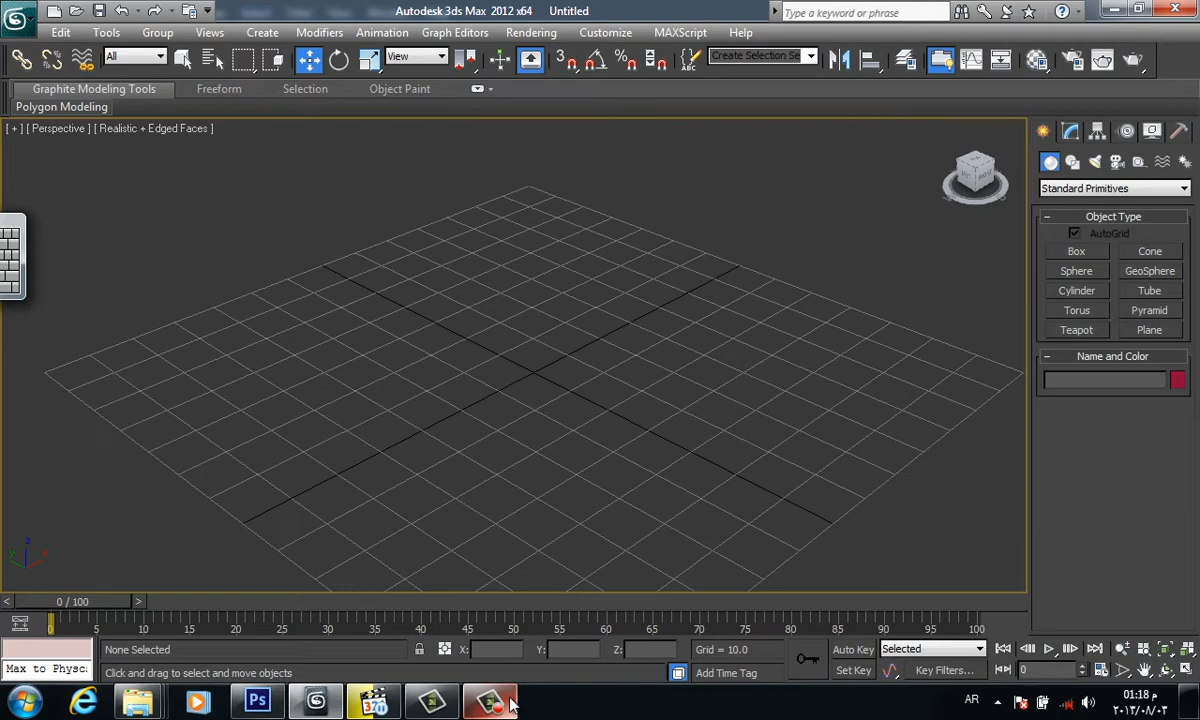 Autodesk 3ds Max 2012 x64 Untitled
Type a keyword or phrase
Edit Tools Group Views Create Modifiers Animation Graph Editors Rendering Customize MAXScript Help
All
View
3
Create Selection Se
Graphite Modeling Tools Freeform Selection Object Paint
Polygon Modeling
[ + ] [ Perspective ] [ Realistic + Edged Faces ]
Standard Primitives
Object Type
AutoGrid
Box Cone
Sphere GeoSphere
Cylinder Tube
Torus Pyramid
Teapot Plane
Name and Color
z
y
x
< 0 / 100 >
0 5 10 15 20 25 30 35 40 45 50 55 60 65 70 75 80 85 90 95 100
None Selected X: Y: Z: Grid = 10.0 Auto Key Selected
Max to Physc:
Click and drag to select and move objects Add Time Tag Set Key Key Filters... 0
Ps
AR
01:18 م
٢٠١٣/٠٨/٠٣